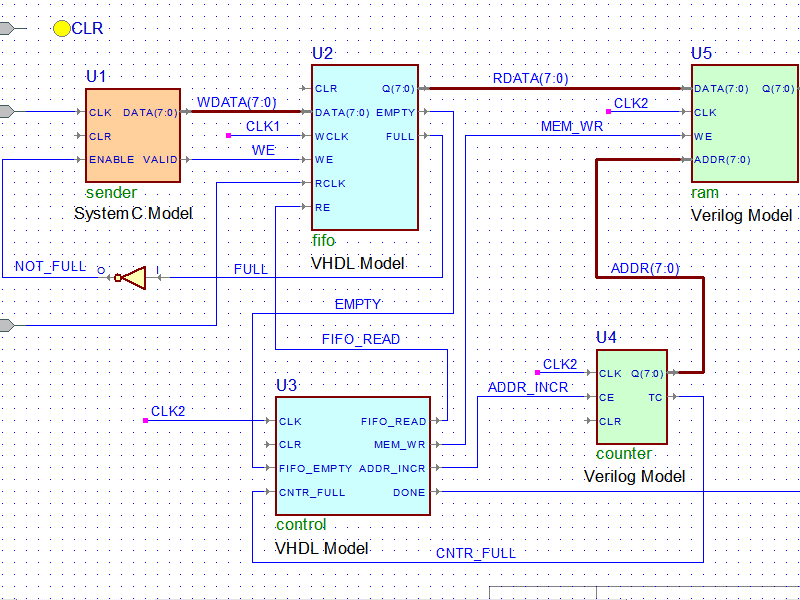 CLR
U1
CLK DATA(7:0)
CLR
ENABLE VALID
sender
SystemC Model
WDATA(7:0)
CLK1
WE
U2
CLR Q(7:0)
DATA(7:0) EMPTY
WCLK FULL
WE
RCLK
RE
fifo
VHDL Model
RDATA(7:0)
CLK2
MEM_WR
U5
DATA(7:0) Q(7:0)
CLK
WE
ADDR(7:0)
ram
Verilog Model
NOT_FULL
O
I
FULL
ADDR(7:0)
EMPTY
FIFO_READ
U4
CLK2
CLK Q(7:0)
ADDR_INCR
CE TC
CLR
counter
Verilog Model
U3
CLK2
CLK FIFO_READ
CLR MEM_WR
FIFO_EMPTY ADDR_INCR
CNTR_FULL DONE
control
VHDL Model
CNTR_FULL